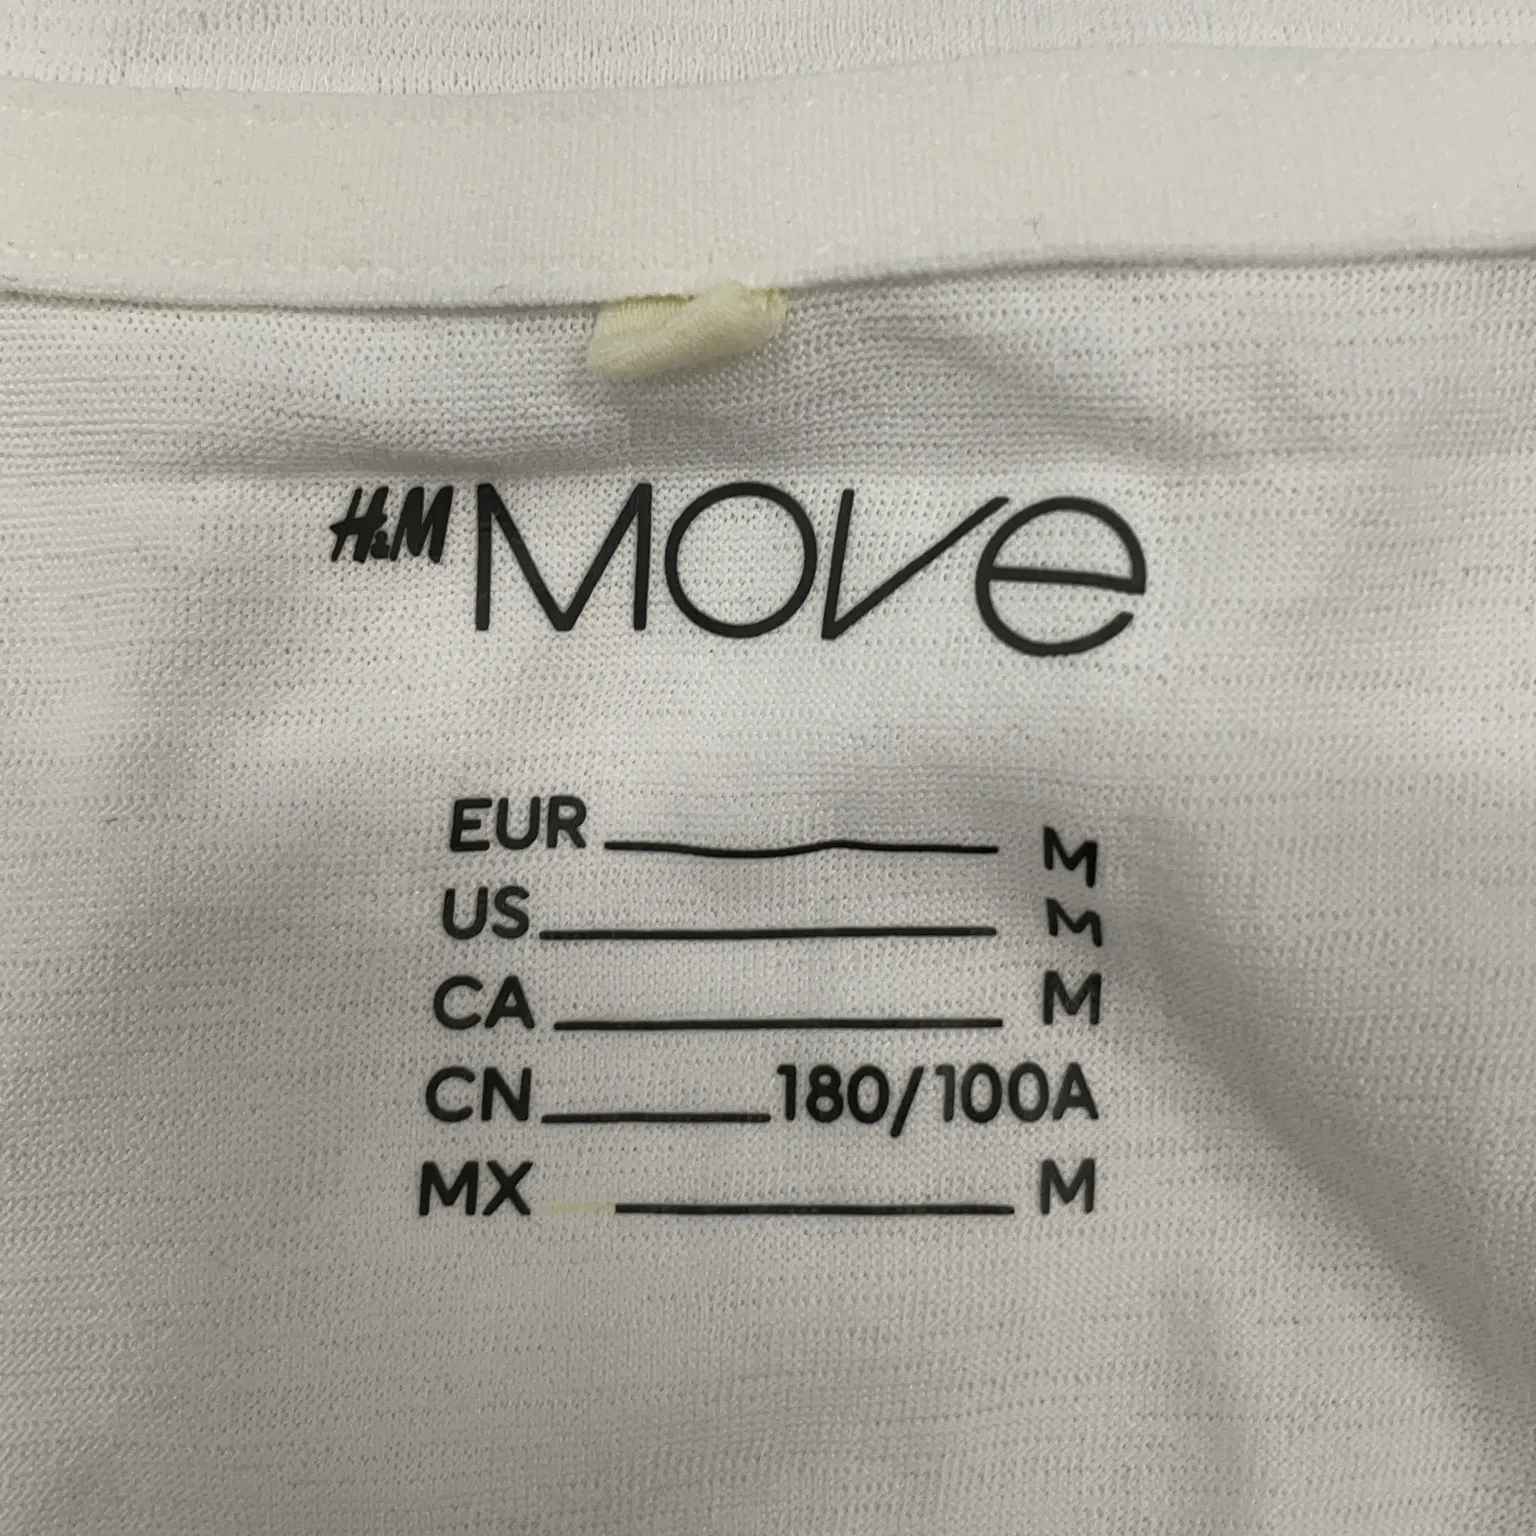 H&M MOVE
EUR M
US M
CA M
CN 180/100A
MX M